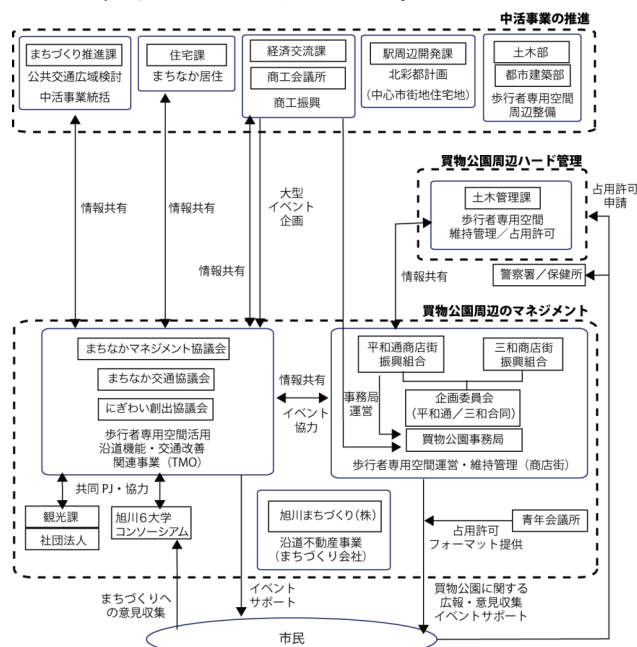 中活事業の推進
まちづくり推進課
公共交通広域検討
中活事業統括
住宅課
まちなか居住
経済交流課
商工会議所
商工振興
駅周辺開発課
北彩都計画
（中心市街地住宅地）
土木部
都市建築部
歩行者専用空間
周辺整備
買物公園周辺ハード管理
土木管理課
歩行者専用空間
維持管理／占用許可
占用許可
申請
情報共有
情報共有
大型
イベント
企画
情報共有
情報共有
警察署／保健所
買物公園周辺のマネジメント
まちなかマネジメント協議会
まちなか交通協議会
にぎわい創出協議会
歩行者専用空間活用
沿道機能・交通改善
関連事業（TMO）
情報共有
イベント
協力
平和通商店街
振興組合
三和商店街
振興組合
事務局
運営
企画委員会
（平和通／三和合同）
買物公園事務局
歩行者専用空間運営・維持管理（商店街）
共同 PJ・協力
観光課
社団法人
旭川６大学
コンソーシアム
旭川まちづくり（株）
沿道不動産事業
（まちづくり会社）
占用許可
フォーマット提供
青年会議所
まちづくりへ
の意見収集
イベント
サポート
買物公園に関する
広報・意見収集
イベントサポート
市民